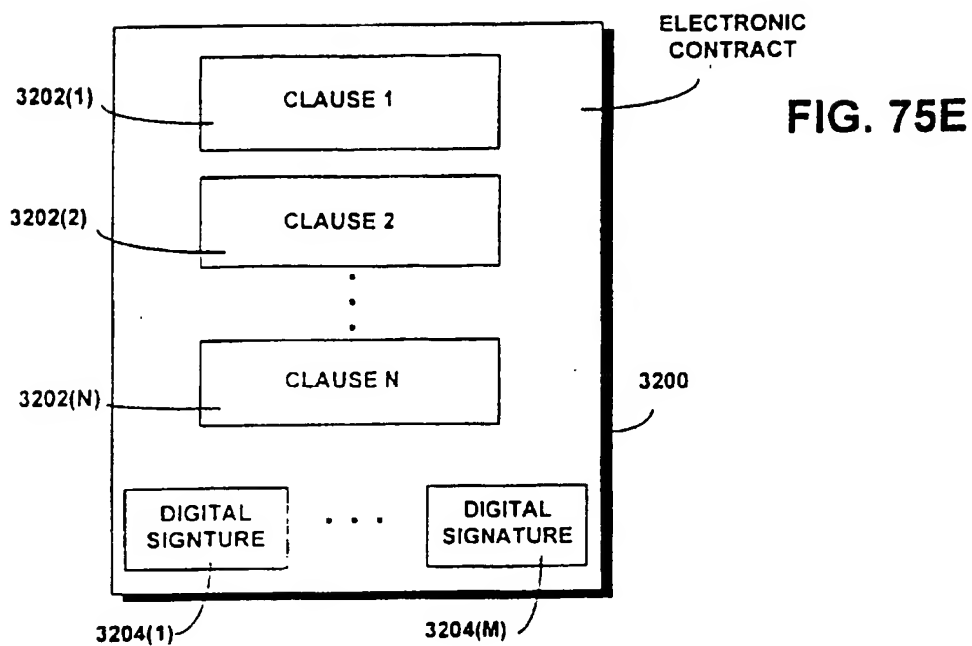 ELECTRONIC
CONTRACT
FIG. 75E
3202(1)
CLAUSE 1
3202(2)
CLAUSE 2
3202(N)
CLAUSE N
3200
DIGITAL
SIGNTURE
DIGITAL
SIGNATURE
3204(1)
3204(M)